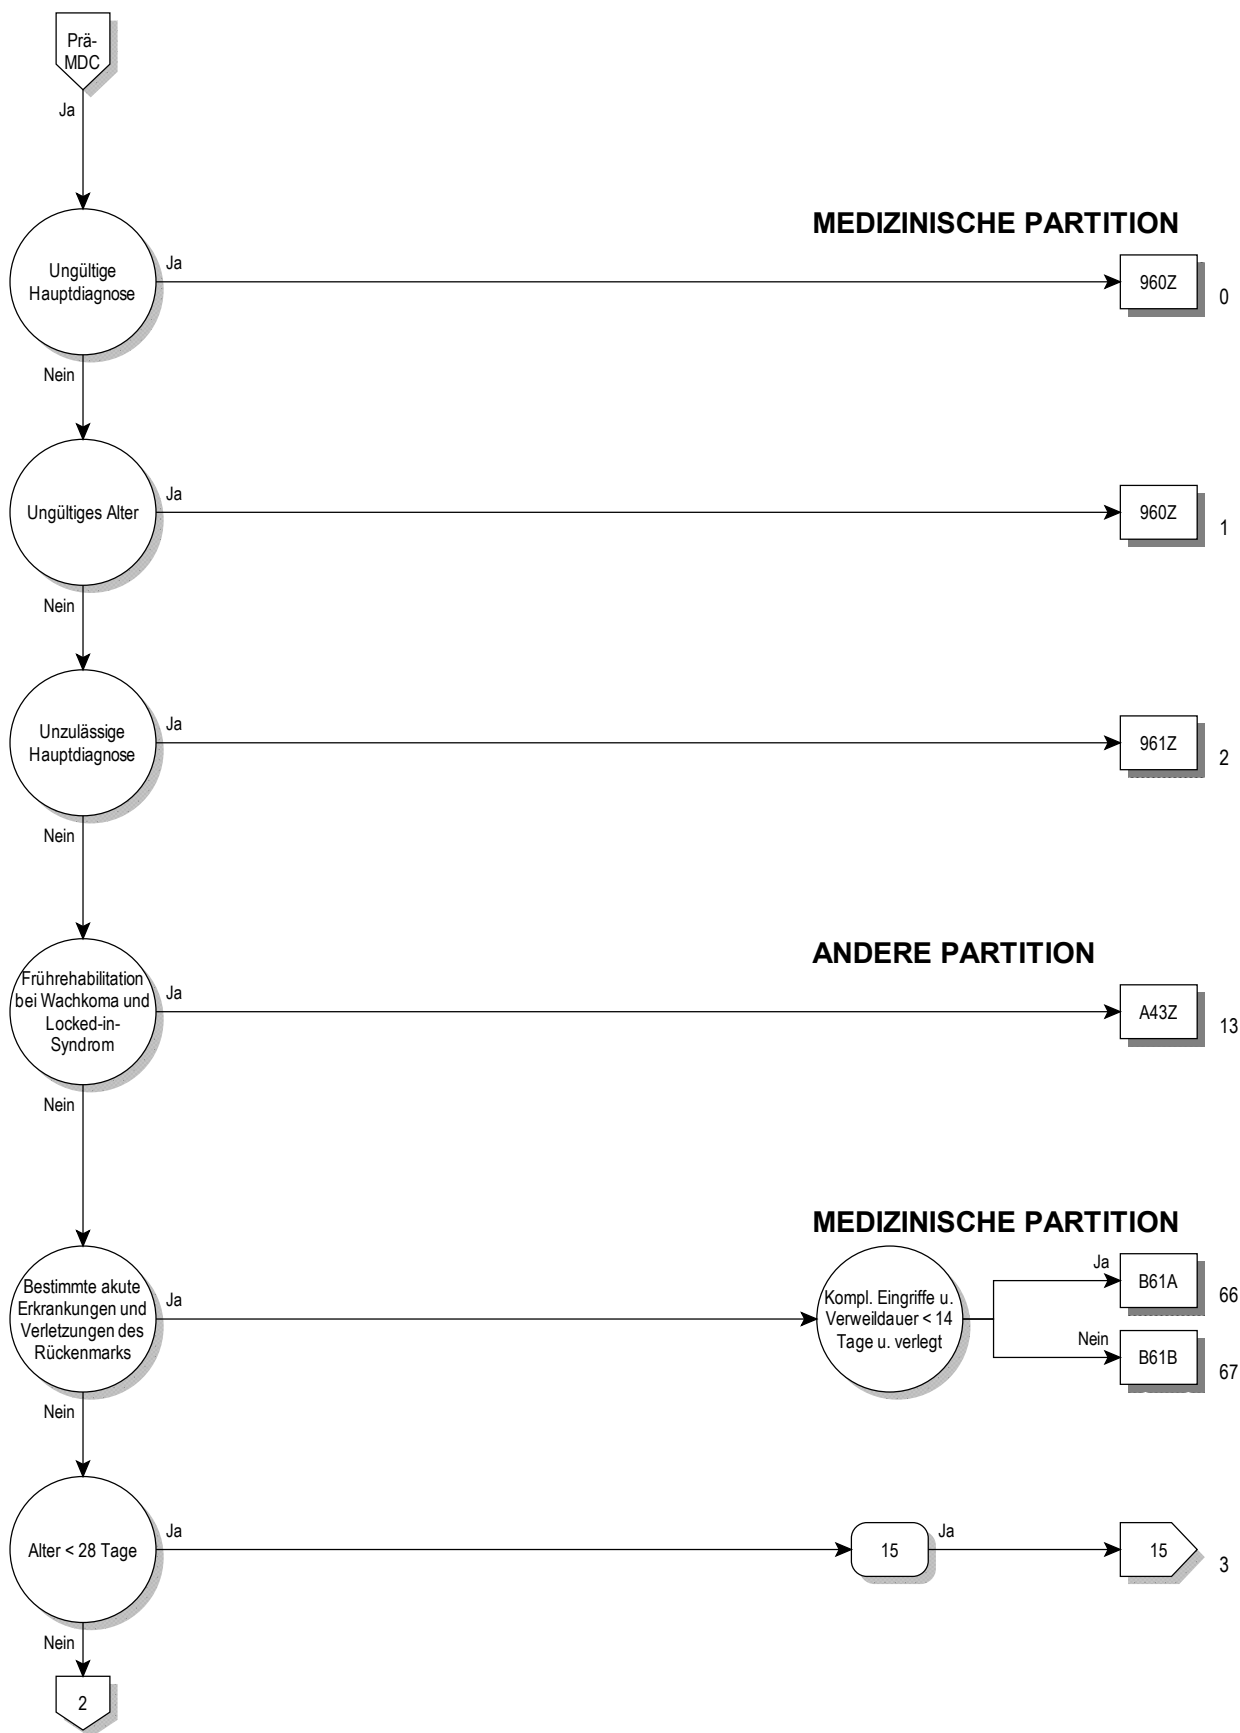 Prä-
MDC
Ja
MEDIZINISCHE PARTITION
Ungültige
Hauptdiagnose
Ja
960Z
0
Nein
Ungültiges Alter
Ja
960Z
1
Nein
Unzulässige
Hauptdiagnose
Ja
961Z
2
Nein
ANDERE PARTITION
Frührehabilitation
bei Wachkoma und
Locked-in-
Syndrom
Ja
A43Z
13
Nein
MEDIZINISCHE PARTITION
Bestimmte akute
Erkrankungen und
Verletzungen des
Rückenmarks
Ja
Kompl. Eingriffe u.
Verweildauer < 14
Tage u. verlegt
Ja
B61A
66
Nein
B61B
67
Nein
Alter < 28 Tage
Ja
15
Ja
15
3
Nein
2